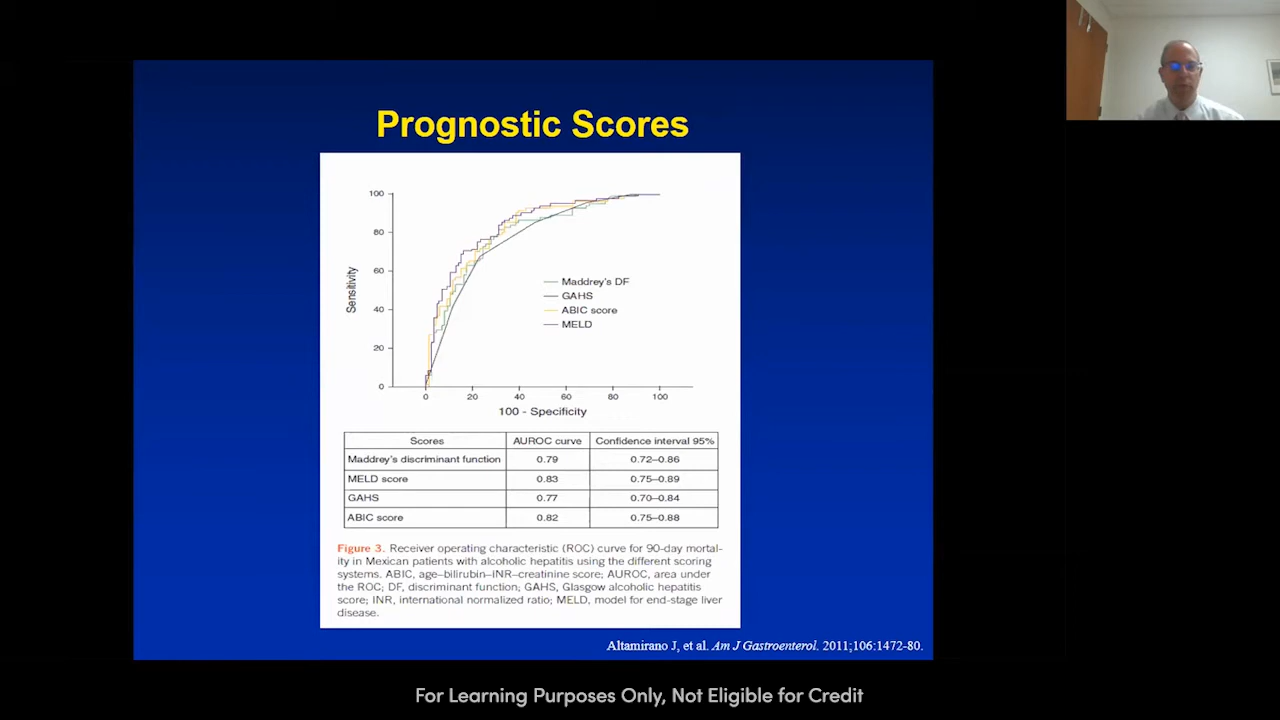 Prognostic Scores
100
80
60
40
20
0
Sensitivity
Maddrey's DF
GAHS
ABIC score
MELD
0 20 40 60 80 100
100 - Specificity
Scores AUROC curve Confidence interval 95%
Maddrey's discriminant function 0.79 0.72–0.86
MELD score 0.83 0.75–0.89
GAHS 0.77 0.70–0.84
ABIC score 0.82 0.75–0.88
Figure 3. Receiver operating characteristic (ROC) curve for 90-day mortal-
ity in Mexican patients with alcoholic hepatitis using the different scoring
systems. ABIC, age–bilirubin–INR–creatinine score; AUROC, area under
the ROC; DF, discriminant function; GAHS, Glasgow alcoholic hepatitis
score; INR, international normalized ratio; MELD, model for end-stage liver
disease.
Altamirano J, et al. Am J Gastroenterol. 2011;106:1472-80.
For Learning Purposes Only, Not Eligible for Credit